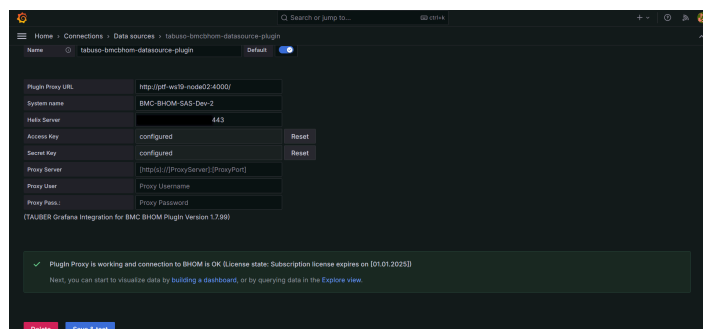 Search or jump to...
ctrl+k
Home › Connections › Data sources › tabuso-bmcbhom-datasource-plugin
Name tabuso-bmcbhom-datasource-plugin Default
Plugin Proxy URL http://ptf-ws19-node02:4000/
System name BMC-BHOM-SAS-Dev-2
Helix Server 443
Access Key configured Reset
Secret Key configured Reset
Proxy Server [http(s)://]ProxyServer[:ProxyPort]
Proxy User Proxy Username
Proxy Pass.: Proxy Password
(TAUBER Grafana Integration for BMC BHOM PlugIn Version 1.7.99)
PlugIn Proxy is working and connection to BHOM is OK (License state: Subscription license expires on [01.01.2025])
Next, you can start to visualize data by building a dashboard, or by querying data in the Explore view.
Delete Save & test